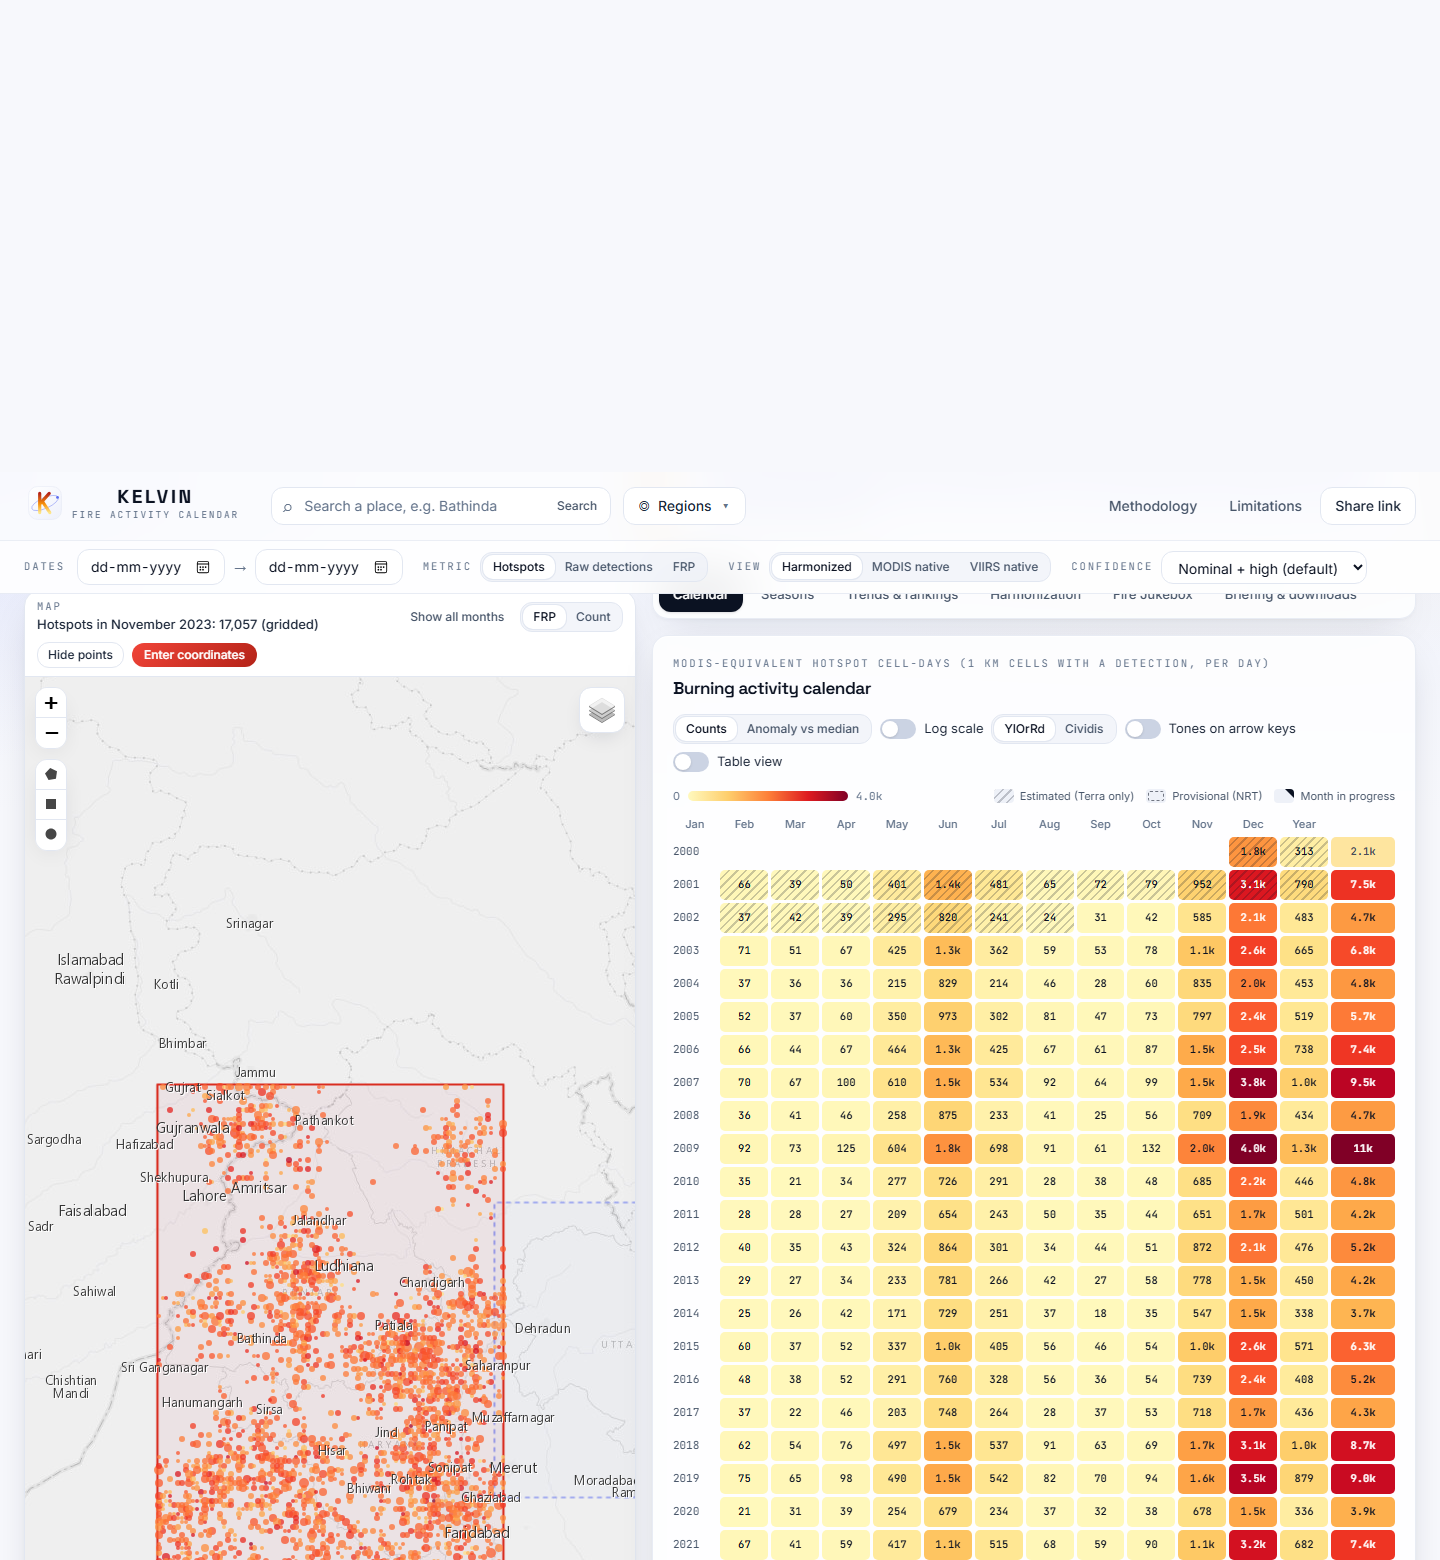 KELVIN
FIRE ACTIVITY CALENDAR
Search a place, e.g. Bathinda
Search
Regions
Methodology
Limitations
Share link
DATES
dd-mm-yyyy
→
dd-mm-yyyy
METRIC
Hotspots
Raw detections
FRP
VIEW
Harmonized
MODIS native
VIIRS native
CONFIDENCE
Nominal + high (default)
MAP
Hotspots in November 2023: 17,057 (gridded)
Show all months
FRP
Count
Hide points
Enter coordinates
+
−
Srinagar
Islamabad
Rawalpindi
Kotli
Bhimbar
Jammu
Gujrat
Sialkot
Pathankot
Gujranwala
Sargodha
Hafizabad
HIMACHAL
PRADESH
Shekhupura
Lahore
Amritsar
Faisalabad
Sadr
Jalandhar
Ludhiana
Chandigarh
Sahiwal
Patiala
Dehradun
Bathinda
UTTA
ari
Sri Ganganagar
Saharanpur
Chishtian
Mandi
Hanumangarh
Sirsa
Muzaffarnagar
Jind
Panipat
Hisar
Sonipat
Meerut
Rohtak
Moradaba
Bhiwani
Ghaziabad
Ram
Faridabad
Calendar
Seasons
Trends & rankings
Harmonization
Fire Jukebox
Briefing & downloads
MODIS-EQUIVALENT HOTSPOT CELL-DAYS (1 KM CELLS WITH A DETECTION, PER DAY)
Burning activity calendar
Counts
Anomaly vs median
Log scale
YlOrRd
Cividis
Tones on arrow keys
Table view
0
4.0k
Estimated (Terra only)
Provisional (NRT)
Month in progress
Jan Feb Mar Apr May Jun Jul Aug Sep Oct Nov Dec Year
2000 1.8k 313 2.1k
2001 66 39 50 401 1.4k 481 65 72 79 952 3.1k 790 7.5k
2002 37 42 39 295 820 241 24 31 42 585 2.1k 483 4.7k
2003 71 51 67 425 1.3k 362 59 53 78 1.1k 2.6k 665 6.8k
2004 37 36 36 215 829 214 46 28 60 835 2.0k 453 4.8k
2005 52 37 60 350 973 302 81 47 73 797 2.4k 519 5.7k
2006 66 44 67 464 1.3k 425 67 61 87 1.5k 2.5k 738 7.4k
2007 70 67 100 610 1.5k 534 92 64 99 1.5k 3.8k 1.0k 9.5k
2008 36 41 46 258 875 233 41 25 56 709 1.9k 434 4.7k
2009 92 73 125 604 1.8k 698 91 61 132 2.0k 4.0k 1.3k 11k
2010 35 21 34 277 726 291 28 38 48 685 2.2k 446 4.8k
2011 28 28 27 209 654 243 50 35 44 651 1.7k 501 4.2k
2012 40 35 43 324 864 301 34 44 51 872 2.1k 476 5.2k
2013 29 27 34 233 781 266 42 27 58 778 1.5k 450 4.2k
2014 25 26 42 171 729 251 37 18 35 547 1.5k 338 3.7k
2015 60 37 52 337 1.0k 405 56 46 54 1.0k 2.6k 571 6.3k
2016 48 38 52 291 760 328 56 36 54 739 2.4k 408 5.2k
2017 37 22 46 203 748 264 28 37 53 718 1.7k 436 4.3k
2018 62 54 76 497 1.5k 537 91 63 69 1.7k 3.1k 1.0k 8.7k
2019 75 65 98 490 1.5k 542 82 70 94 1.6k 3.5k 879 9.0k
2020 21 31 39 254 679 234 37 32 38 678 1.5k 336 3.9k
2021 67 41 59 417 1.1k 515 68 59 90 1.1k 3.2k 682 7.4k